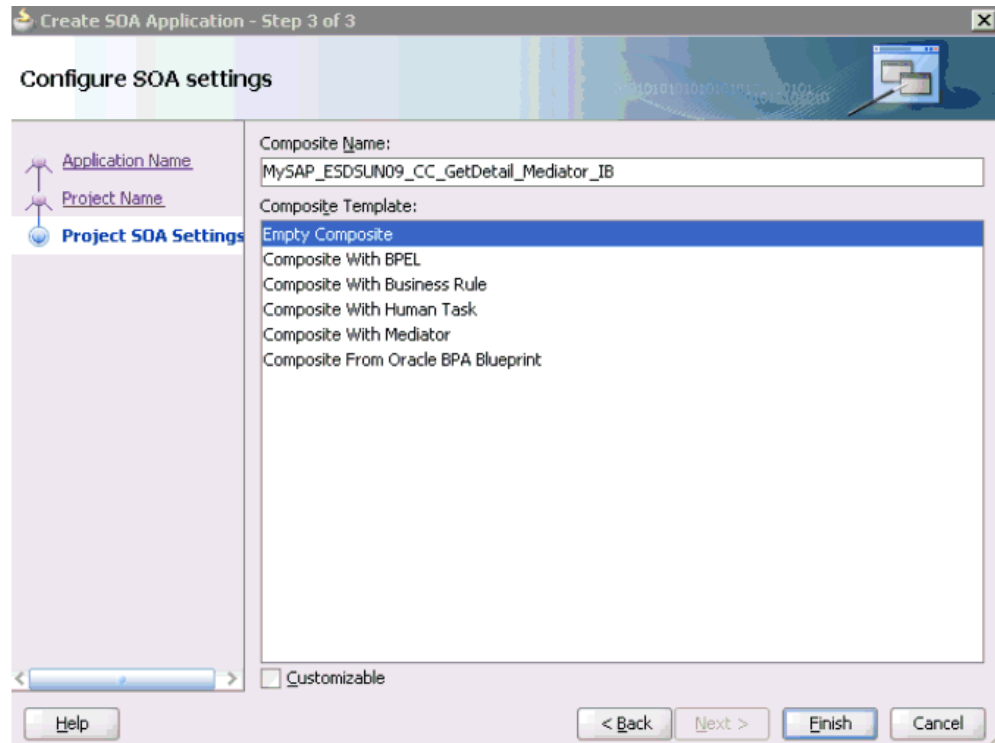 Create SOA Application - Step 3 of 3
Configure SOA settings
Application Name
Project Name
Project SOA Settings
Composite Name:
MySAP_ESDSUN09_CC_GetDetail_Mediator_IB
Composite Template:
Empty Composite
Composite With BPEL
Composite With Business Rule
Composite With Human Task
Composite With Mediator
Composite From Oracle BPA Blueprint
Customizable
Help
< Back
Next >
Finish
Cancel